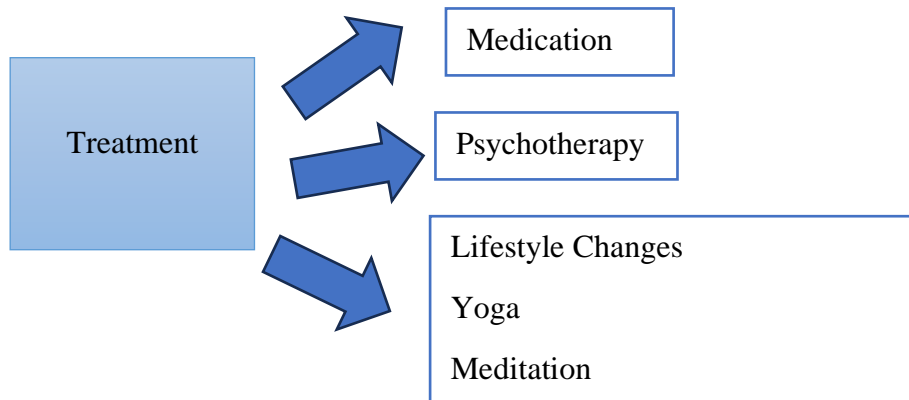 Treatment
Medication
Psychotherapy
Lifestyle Changes
Yoga
Meditation